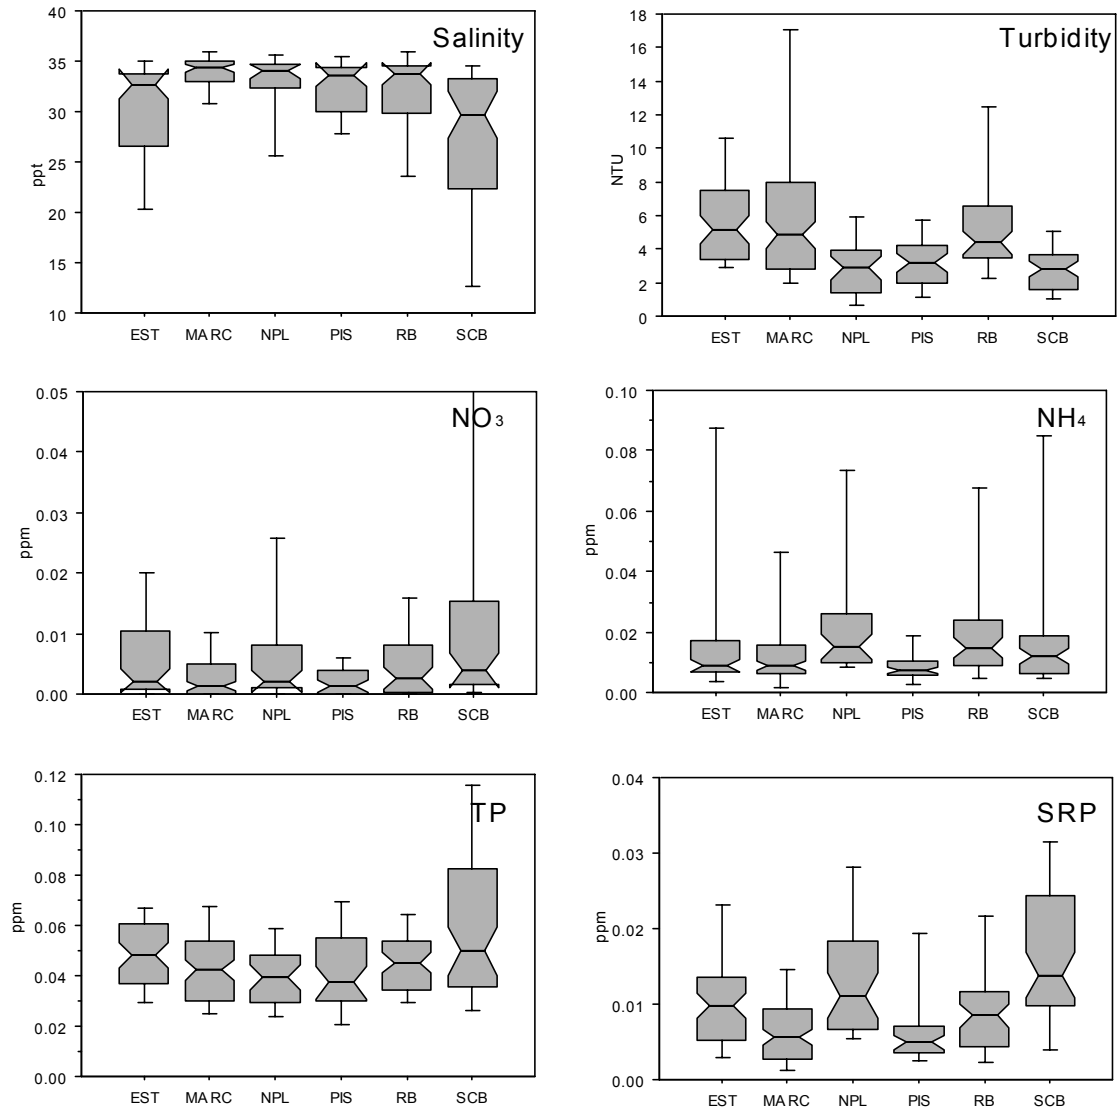 Salinity
40
35
30
25
20
15
10
ppt
EST MARC NPL PIS RB SCB
Turbidity
18
16
14
12
10
8
6
4
2
0
NTU
EST MARC NPL PIS RB SCB
NO3
0.05
0.04
0.03
0.02
0.01
0.00
ppm
EST MARC NPL PIS RB SCB
NH4
0.10
0.08
0.06
0.04
0.02
0.00
ppm
EST MARC NPL PIS RB SCB
TP
0.12
0.10
0.08
0.06
0.04
0.02
0.00
ppm
EST MARC NPL PIS RB SCB
SRP
0.04
0.03
0.02
0.01
0.00
ppm
EST MARC NPL PIS RB SCB